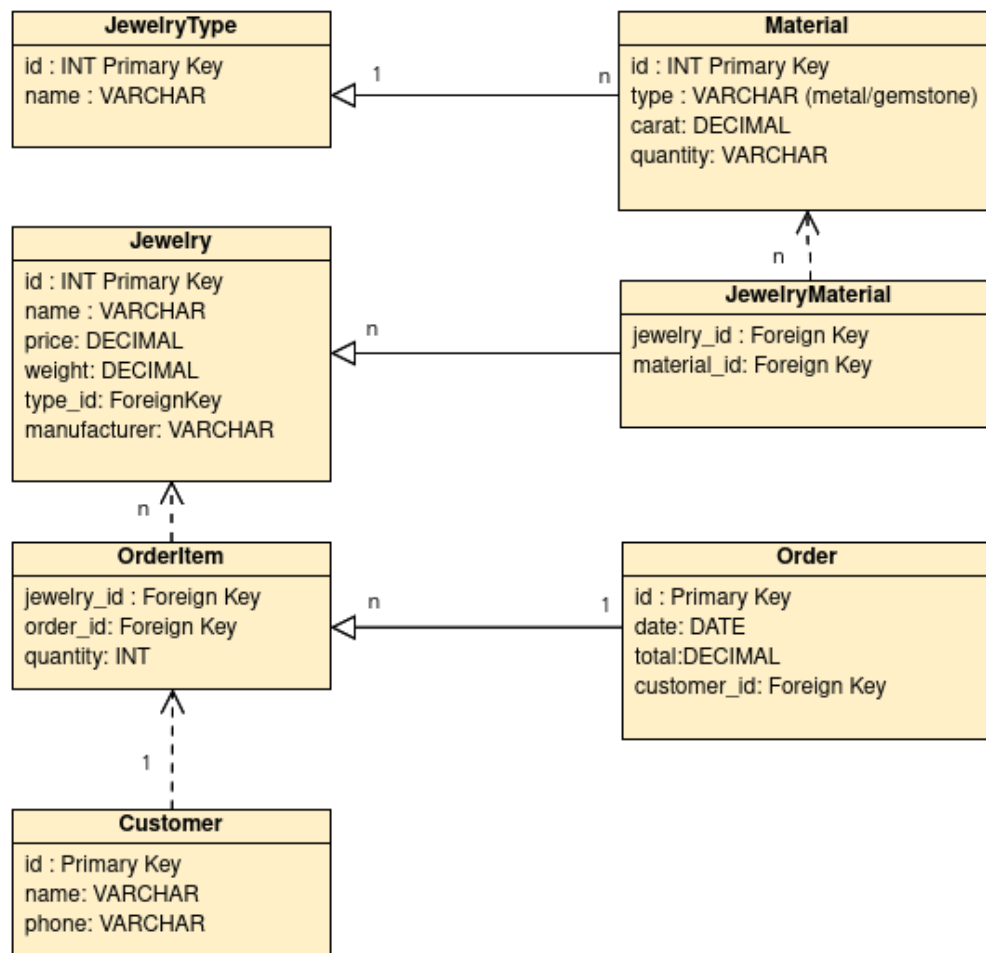 JewelryType
id : INT Primary Key
name : VARCHAR
1
n
Material
id : INT Primary Key
type : VARCHAR (metal/gemstone)
carat: DECIMAL
quantity: VARCHAR
Jewelry
id : INT Primary Key
name : VARCHAR
price: DECIMAL
weight: DECIMAL
type_id: ForeignKey
manufacturer: VARCHAR
n
n
JewelryMaterial
jewelry_id : Foreign Key
material_id: Foreign Key
n
OrderItem
jewelry_id : Foreign Key
order_id: Foreign Key
quantity: INT
n
1
Order
id : Primary Key
date: DATE
total:DECIMAL
customer_id: Foreign Key
1
Customer
id : Primary Key
name: VARCHAR
phone: VARCHAR